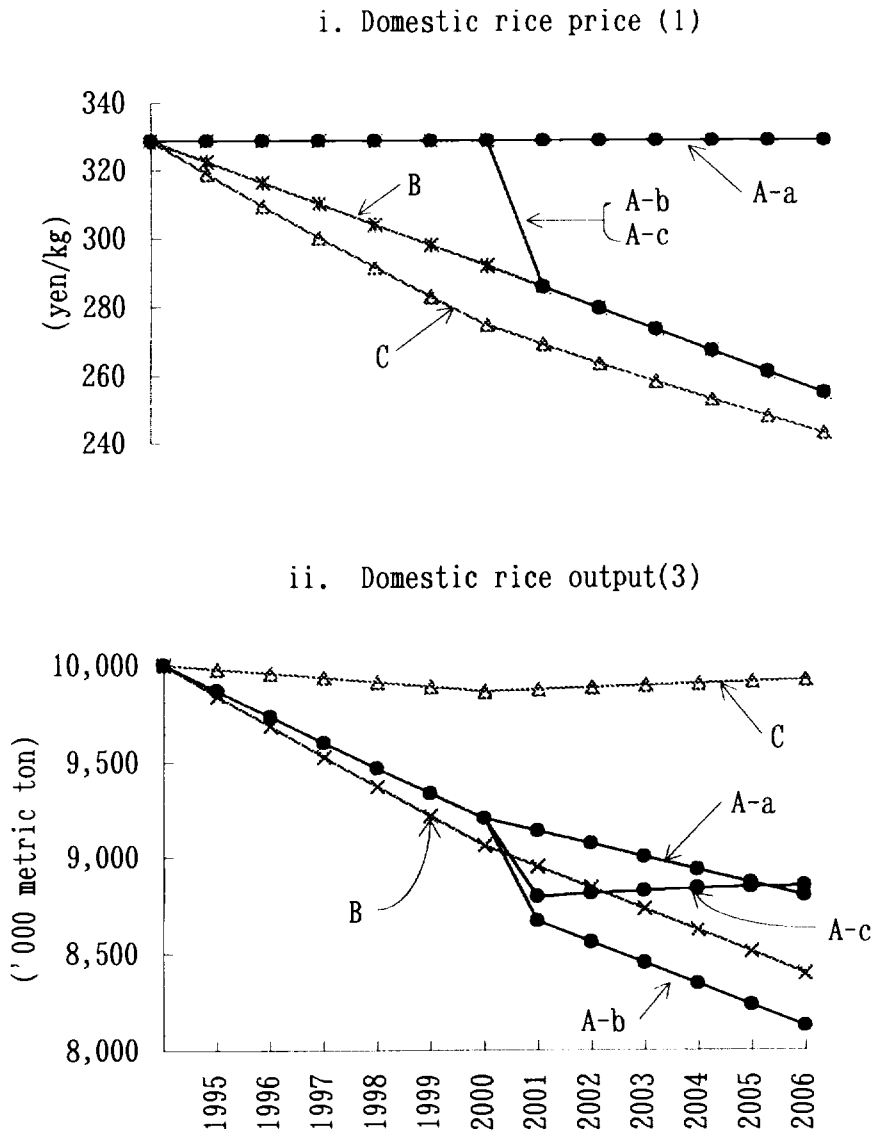 i. Domestic rice price (1)
340
320
300
280
260
240
(yen/kg)
B
A-b
A-c
A-a
C
ii. Domestic rice output(3)
10,000
9,500
9,000
8,500
8,000
('000 metric ton)
C
A-a
B
A-c
A-b
1995
1996
1997
1998
1999
2000
2001
2002
2003
2004
2005
2006